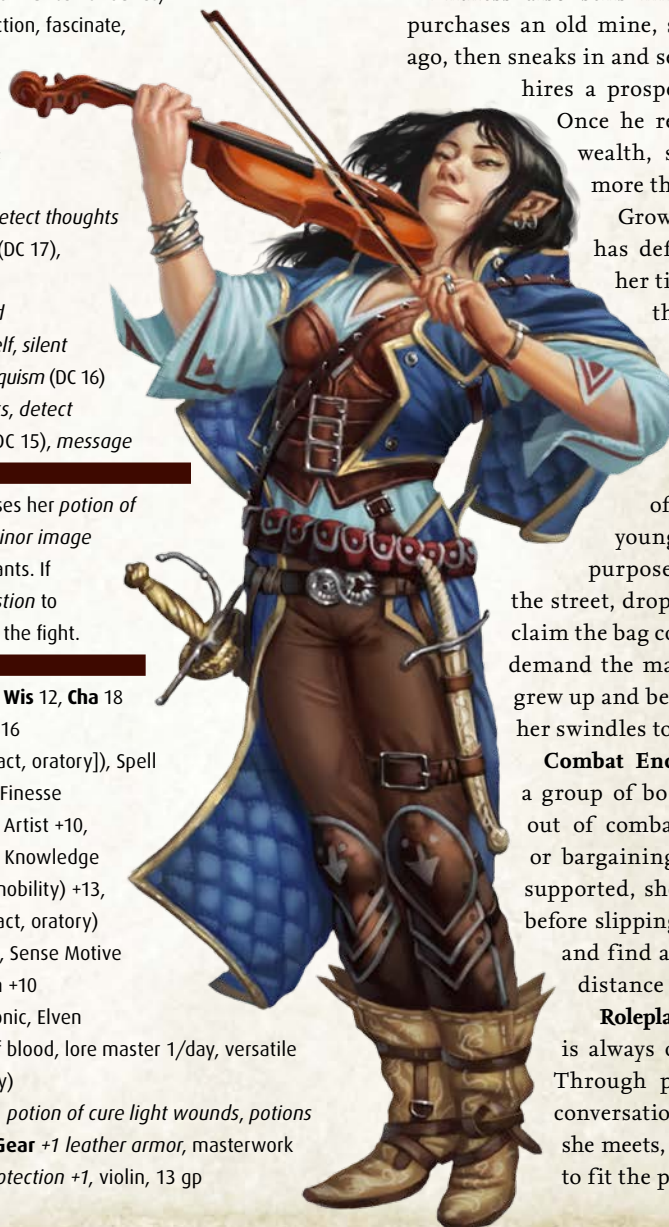 ction, fascinate,
etect thoughts
(DC 17),
elf, silent
quism (DC 16)
s, detect
DC 15), message
ses her potion of
inor image
ants. If
stion to
the fight.
Wis 12, Cha 18
16
act, oratory]), Spell
Finesse
Artist +10,
Knowledge
nobility) +13,
act, oratory)
, Sense Motive
+10
onic, Elven
f blood, lore master 1/day, versatile
y)
potion of cure light wounds, potions
Gear +1 leather armor, masterwork
otection +1, violin, 13 gp
purchases an old mine, s
ago, then sneaks in and se
hires a prospe
Once he re
wealth, s
more th
Grow
has def
her ti
th
of
young
purpose
the street, drop
claim the bag co
demand the ma
grew up and be
her swindles to
Combat Enc
a group of bo
out of comba
or bargaining
supported, she
before slipping
and find a
distance
Rolepla
is always c
Through p
conversation
she meets,
to fit the p